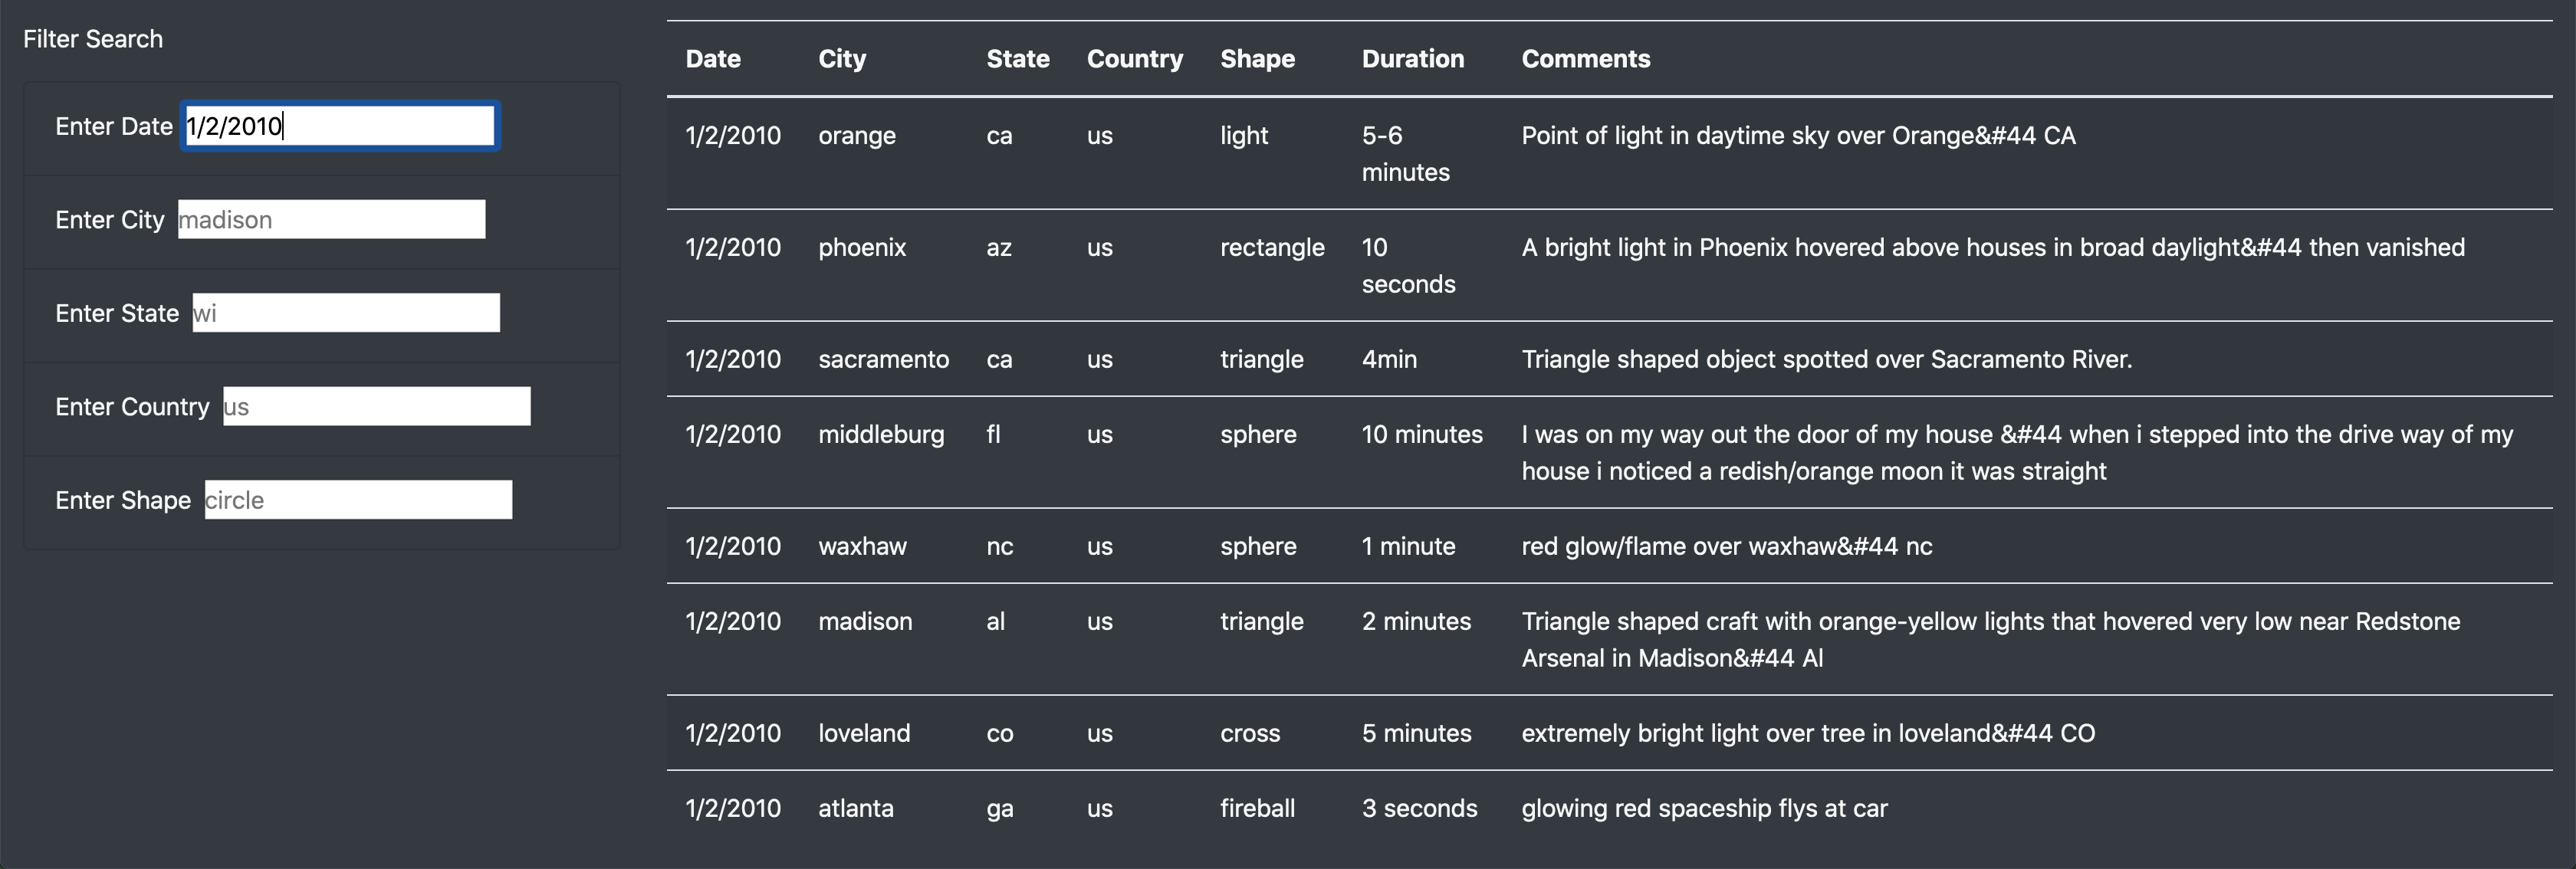 Filter Search
Enter Date 1/2/2010
Enter City madison
Enter State wi
Enter Country us
Enter Shape circle
Date City State Country Shape Duration Comments
1/2/2010 orange ca us light 5-6 minutes Point of light in daytime sky over Orange&#44 CA
1/2/2010 phoenix az us rectangle 10 seconds A bright light in Phoenix hovered above houses in broad daylight&#44 then vanished
1/2/2010 sacramento ca us triangle 4min Triangle shaped object spotted over Sacramento River.
1/2/2010 middleburg fl us sphere 10 minutes I was on my way out the door of my house &#44 when i stepped into the drive way of my
house i noticed a redish/orange moon it was straight
1/2/2010 waxhaw nc us sphere 1 minute red glow/flame over waxhaw&#44 nc
1/2/2010 madison al us triangle 2 minutes Triangle shaped craft with orange-yellow lights that hovered very low near Redstone
Arsenal in Madison&#44 Al
1/2/2010 loveland co us cross 5 minutes extremely bright light over tree in loveland&#44 CO
1/2/2010 atlanta ga us fireball 3 seconds glowing red spaceship flys at car